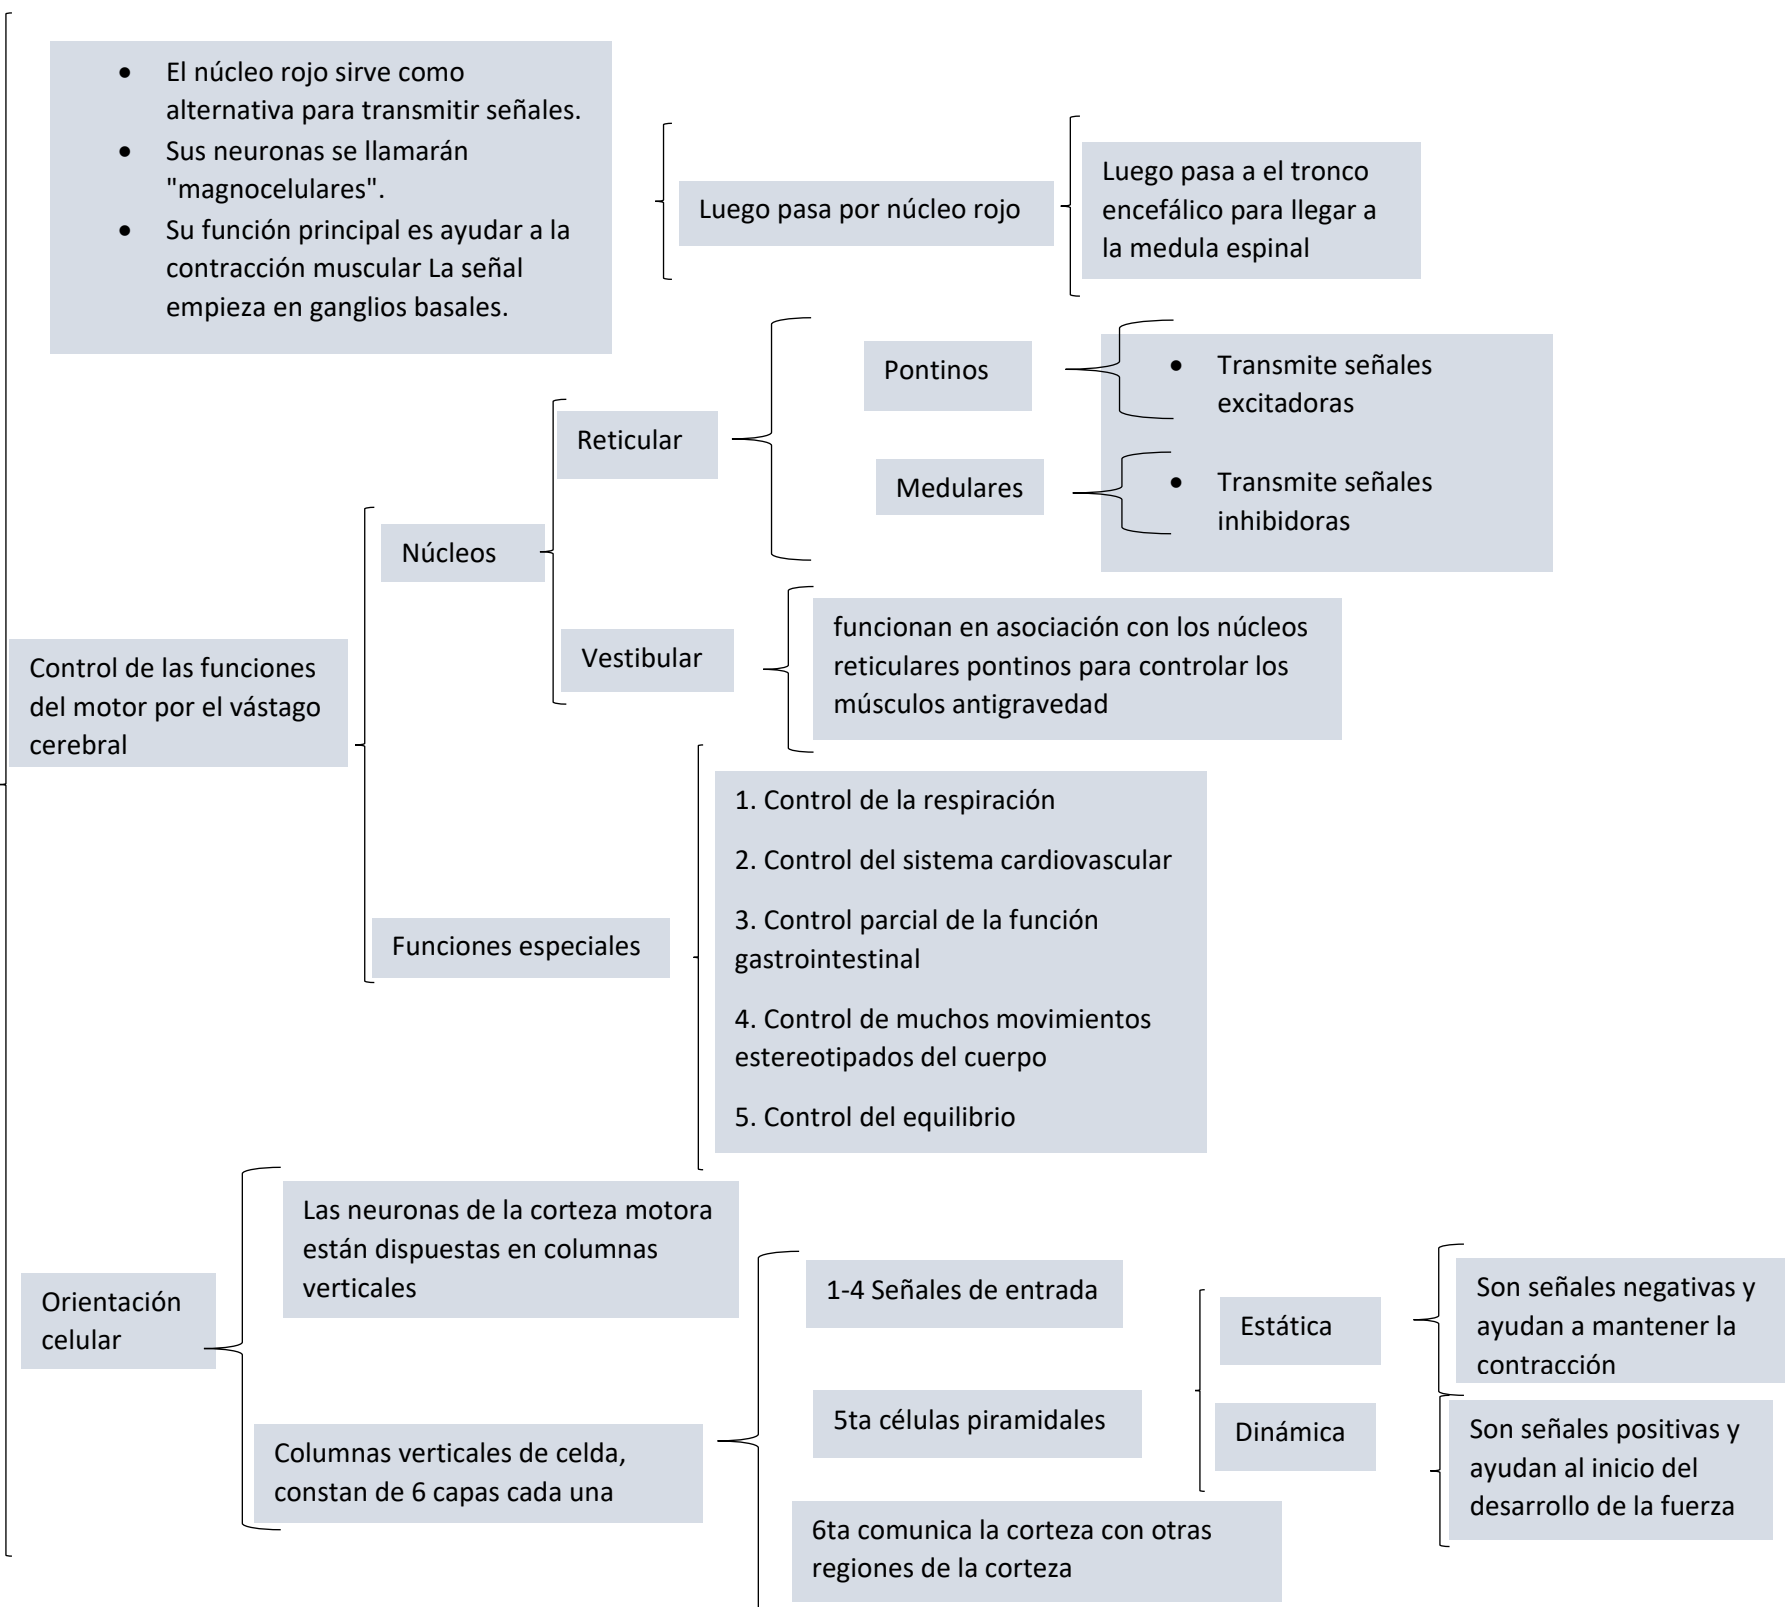 • El núcleo rojo sirve como
alternativa para transmitir señales.
• Sus neuronas se llamarán
"magnocelulares".
• Su función principal es ayudar a la
contracción muscular La señal
empieza en ganglios basales.
Luego pasa por núcleo rojo
Luego pasa a el tronco
encefálico para llegar a
la medula espinal
Control de las funciones
del motor por el vástago
cerebral
Núcleos
Reticular
Pontinos
• Transmite señales
excitadoras
Medulares
• Transmite señales
inhibidoras
Vestibular
funcionan en asociación con los núcleos
reticulares pontinos para controlar los
músculos antigravedad
Funciones especiales
1. Control de la respiración
2. Control del sistema cardiovascular
3. Control parcial de la función
gastrointestinal
4. Control de muchos movimientos
estereotipados del cuerpo
5. Control del equilibrio
Orientación
celular
Las neuronas de la corteza motora
están dispuestas en columnas
verticales
Columnas verticales de celda,
constan de 6 capas cada una
1-4 Señales de entrada
5ta células piramidales
Estática
Son señales negativas y
ayudan a mantener la
contracción
Dinámica
Son señales positivas y
ayudan al inicio del
desarrollo de la fuerza
6ta comunica la corteza con otras
regiones de la corteza